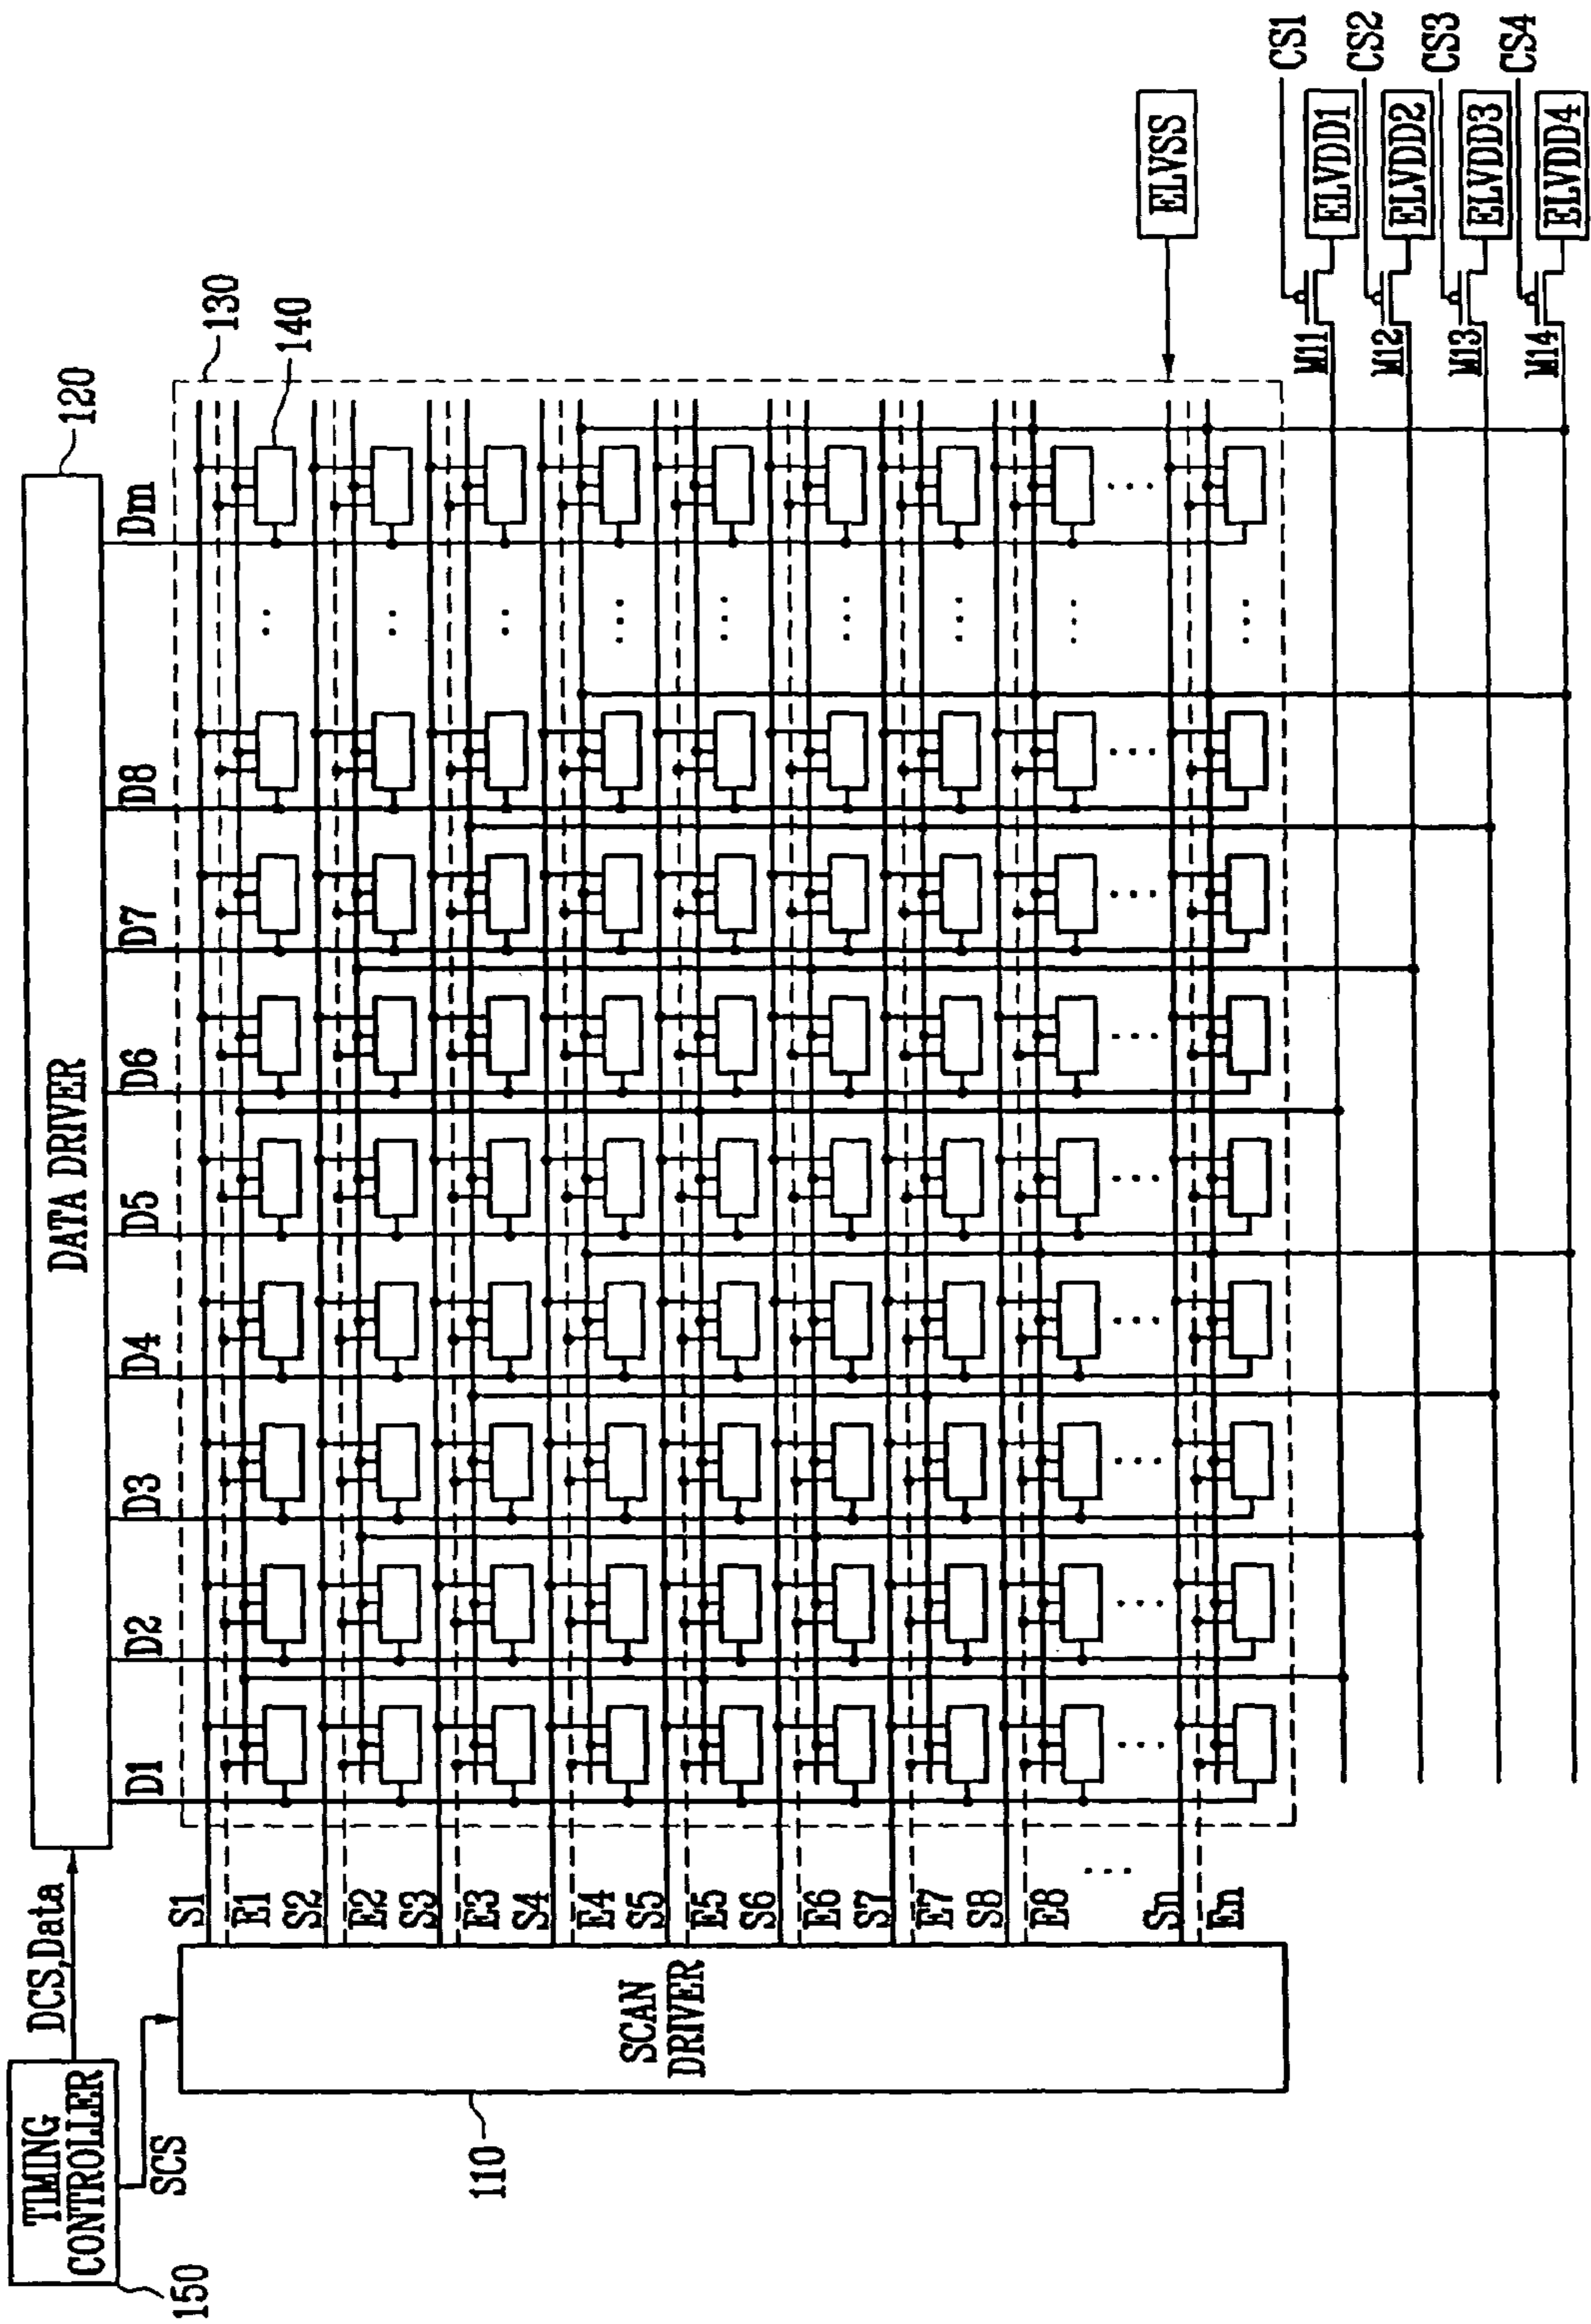 150
TIMING
CONTROLLER
DCS,Data
SCS
120
DATA DRIVER
D1
D2
D3
D4
D5
D6
D7
D8
Dm
130
140
110
SCAN
DRIVER
S1
E1
S2
E2
S3
E3
S4
E4
S5
E5
S6
E6
S7
E7
S8
E8
Sn
En
ELVSS
CS1
ELVDD1
M11
CS2
ELVDD2
M12
CS3
ELVDD3
M13
CS4
ELVDD4
M14